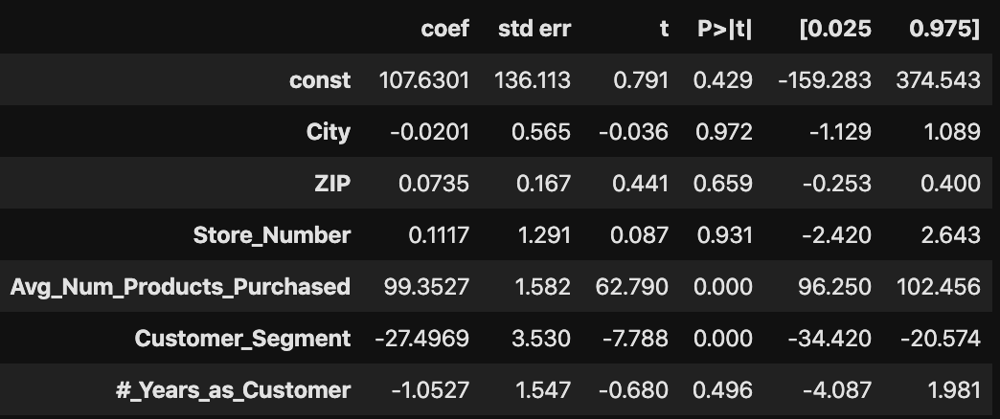 coef std err t P>|t| [0.025 0.975]
const 107.6301 136.113 0.791 0.429 -159.283 374.543
City -0.0201 0.565 -0.036 0.972 -1.129 1.089
ZIP 0.0735 0.167 0.441 0.659 -0.253 0.400
Store_Number 0.1117 1.291 0.087 0.931 -2.420 2.643
Avg_Num_Products_Purchased 99.3527 1.582 62.790 0.000 96.250 102.456
Customer_Segment -27.4969 3.530 -7.788 0.000 -34.420 -20.574
#_Years_as_Customer -1.0527 1.547 -0.680 0.496 -4.087 1.981